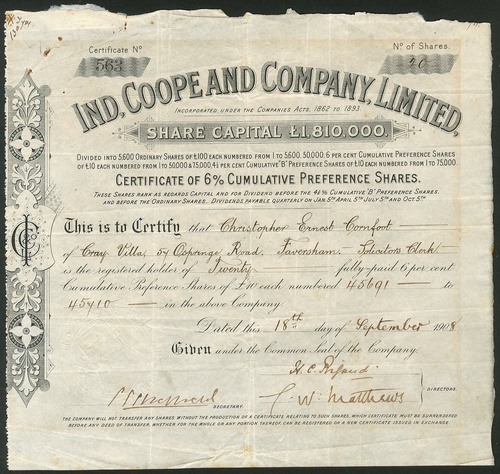 Certificate No
563
No of Shares.
20
IND, COOPE AND COMPANY, LIMITED,
INCORPORATED UNDER THE COMPANIES ACTS, 1862 TO 1893.
SHARE CAPITAL £1,810,000.
DIVIDED INTO 5,600 ORDINARY SHARES OF £100 EACH NUMBERED FROM 1 TO 5,600, 50,000, 6 PER CENT CUMULATIVE PREFERENCE SHARES
OF £10 EACH NUMBERED FROM 1 TO 50,000 & 75,000, 4½ PER CENT CUMULATIVE "B" PREFERENCE SHARES OF £10 EACH NUMBERED FROM 1 TO 75,000.
CERTIFICATE OF 6% CUMULATIVE PREFERENCE SHARES.
THESE SHARES RANK AS REGARDS CAPITAL AND FOR DIVIDEND BEFORE THE 4½% CUMULATIVE "B" PREFERENCE SHARES,
AND BEFORE THE ORDINARY SHARES. DIVIDENDS PAYABLE QUARTERLY ON JAN 5TH APRIL 5TH JULY 5TH AND OCT 5TH
This is to Certify that Christopher Ernest Cornfoot
of Cray Villa, 54 Ospringe Road, Faversham. Solicitors Clerk
is the registered holder of Twenty fully-paid 6 per cent
Cumulative Preference Shares of £10 each numbered 45691 to
45710 in the above Company.
Dated this 18th day of September 1908
Given under the Common Seal of the Company.
SECRETARY.
C. W. Matthews
DIRECTORS.
THE COMPANY WILL NOT TRANSFER ANY SHARES WITHOUT THE PRODUCTION OF A CERTIFICATE RELATING TO SUCH SHARES, WHICH CERTIFICATE MUST BE SURRENDERED
BEFORE ANY DEED OF TRANSFER, WHETHER FOR THE WHOLE OR ANY PORTION THEREOF, CAN BE REGISTERED OR A NEW CERTIFICATE ISSUED IN EXCHANGE.